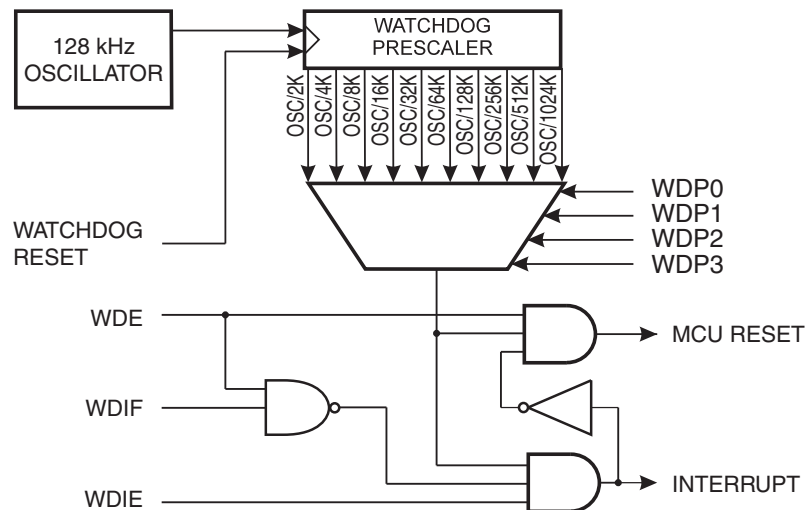 128 kHz
OSCILLATOR
WATCHDOG
PRESCALER
OSC/2K
OSC/4K
OSC/8K
OSC/16K
OSC/32K
OSC/64K
OSC/128K
OSC/256K
OSC/512K
OSC/1024K
WDP0
WDP1
WDP2
WDP3
WATCHDOG
RESET
WDE
MCU RESET
WDIF
INTERRUPT
WDIE